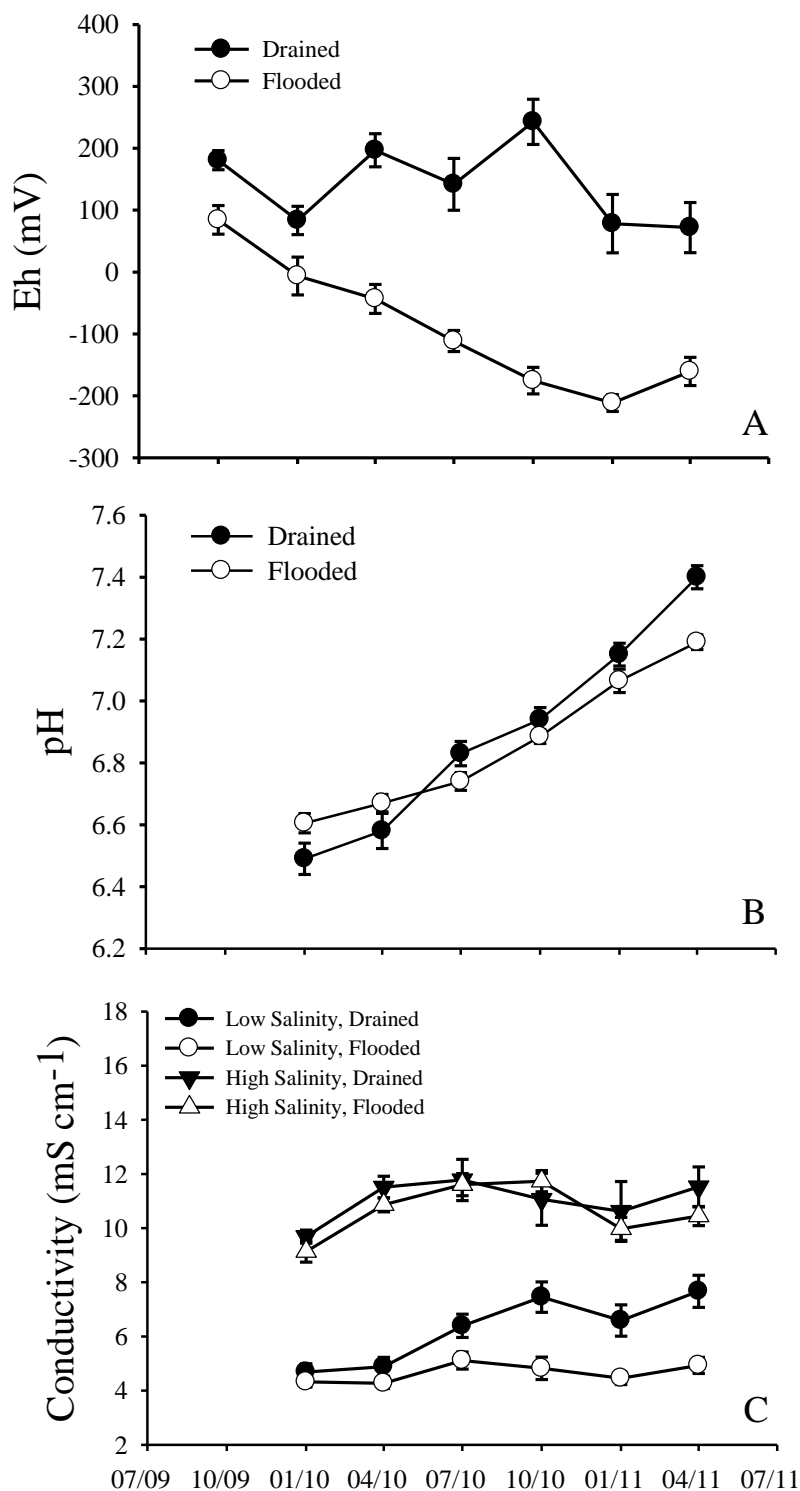 400
300
200
100
0
-100
-200
-300
Eh (mV)
Drained
Flooded
A
7.6
7.4
7.2
7.0
6.8
6.6
6.4
6.2
pH
Drained
Flooded
B
18
16
14
12
10
8
6
4
2
Conductivity (mS cm-1)
Low Salinity, Drained
Low Salinity, Flooded
High Salinity, Drained
High Salinity, Flooded
C
07/09 10/09 01/10 04/10 07/10 10/10 01/11 04/11 07/11